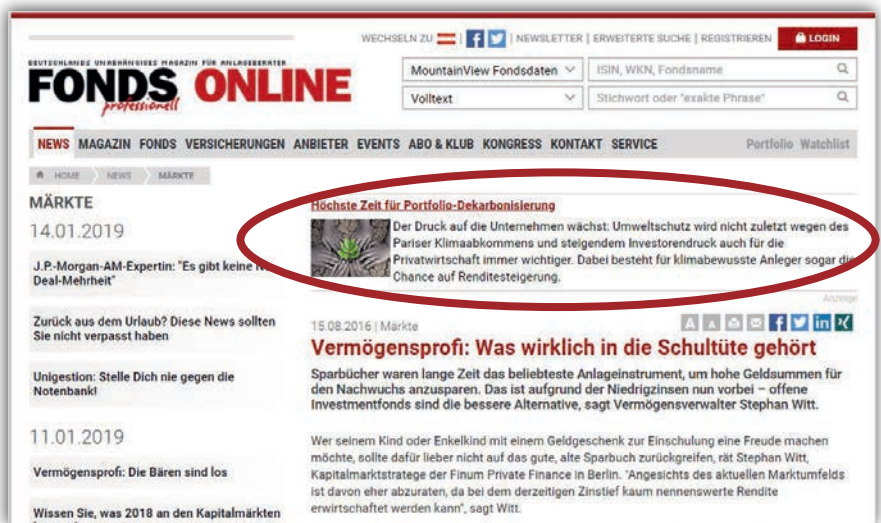 WECHSELN ZU | | NEWSLETTER | ERWEITERTE SUCHE | REGISTRIEREN LOGIN
DEUTSCHLANDS UNABHÄNGIGES MAGAZIN FÜR ANLAGEBERATER
FONDS ONLINE
professionell
MountainView Fondsdaten ISIN, WKN, Fondsname
Volltext Stichwort oder "exakte Phrase"
NEWS MAGAZIN FONDS VERSICHERUNGEN ANBIETER EVENTS ABO & KLUB KONGRESS KONTAKT SERVICE Portfolio Watchlist
HOME NEWS MÄRKTE
MÄRKTE
14.01.2019
J.P.-Morgan-AM-Expertin: "Es gibt keine
Deal-Mehrheit"
Zurück aus dem Urlaub? Diese News sollten
Sie nicht verpasst haben
Unigestion: Stelle Dich nie gegen die
Notenbank!
11.01.2019
Vermögensprofi: Die Bären sind los
Wissen Sie, was 2018 an den Kapitalmärkten
Höchste Zeit für Portfolio-Dekarbonisierung
Der Druck auf die Unternehmen wächst: Umweltschutz wird nicht zuletzt wegen des
Pariser Klimaabkommens und steigendem Investorendruck auch für die
Privatwirtschaft immer wichtiger. Dabei besteht für klimabewusste Anleger sogar die
Chance auf Renditesteigerung.
Anzeige
15.08.2016 | Märkte A A
Vermögensprofi: Was wirklich in die Schultüte gehört
Sparbücher waren lange Zeit das beliebteste Anlageinstrument, um hohe Geldsummen für
den Nachwuchs anzusparen. Das ist aufgrund der Niedrigzinsen nun vorbei – offene
Investmentfonds sind die bessere Alternative, sagt Vermögensverwalter Stephan Witt.
Wer seinem Kind oder Enkelkind mit einem Geldgeschenk zur Einschulung eine Freude machen
möchte, sollte dafür lieber nicht auf das gute, alte Sparbuch zurückgreifen, rät Stephan Witt,
Kapitalmarktstratege der Finum Private Finance in Berlin. "Angesichts des aktuellen Marktumfelds
ist davon eher abzuraten, da bei dem derzeitigen Zinstief kaum nennenswerte Rendite
erwirtschaftet werden kann", sagt Witt.